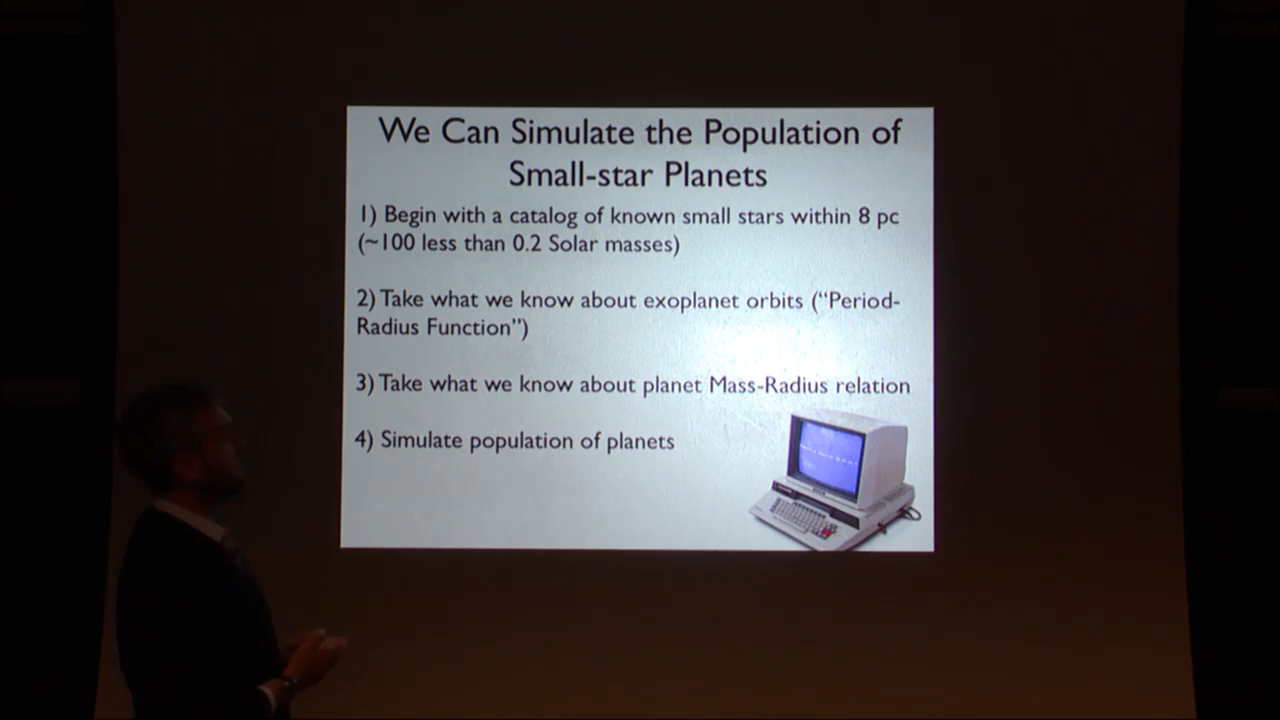 We Can Simulate the Population of
Small-star Planets
1) Begin with a catalog of known small stars within 8 pc
(~100 less than 0.2 Solar masses)
2) Take what we know about exoplanet orbits (“Period-
Radius Function”)
3) Take what we know about planet Mass-Radius relation
4) Simulate population of planets